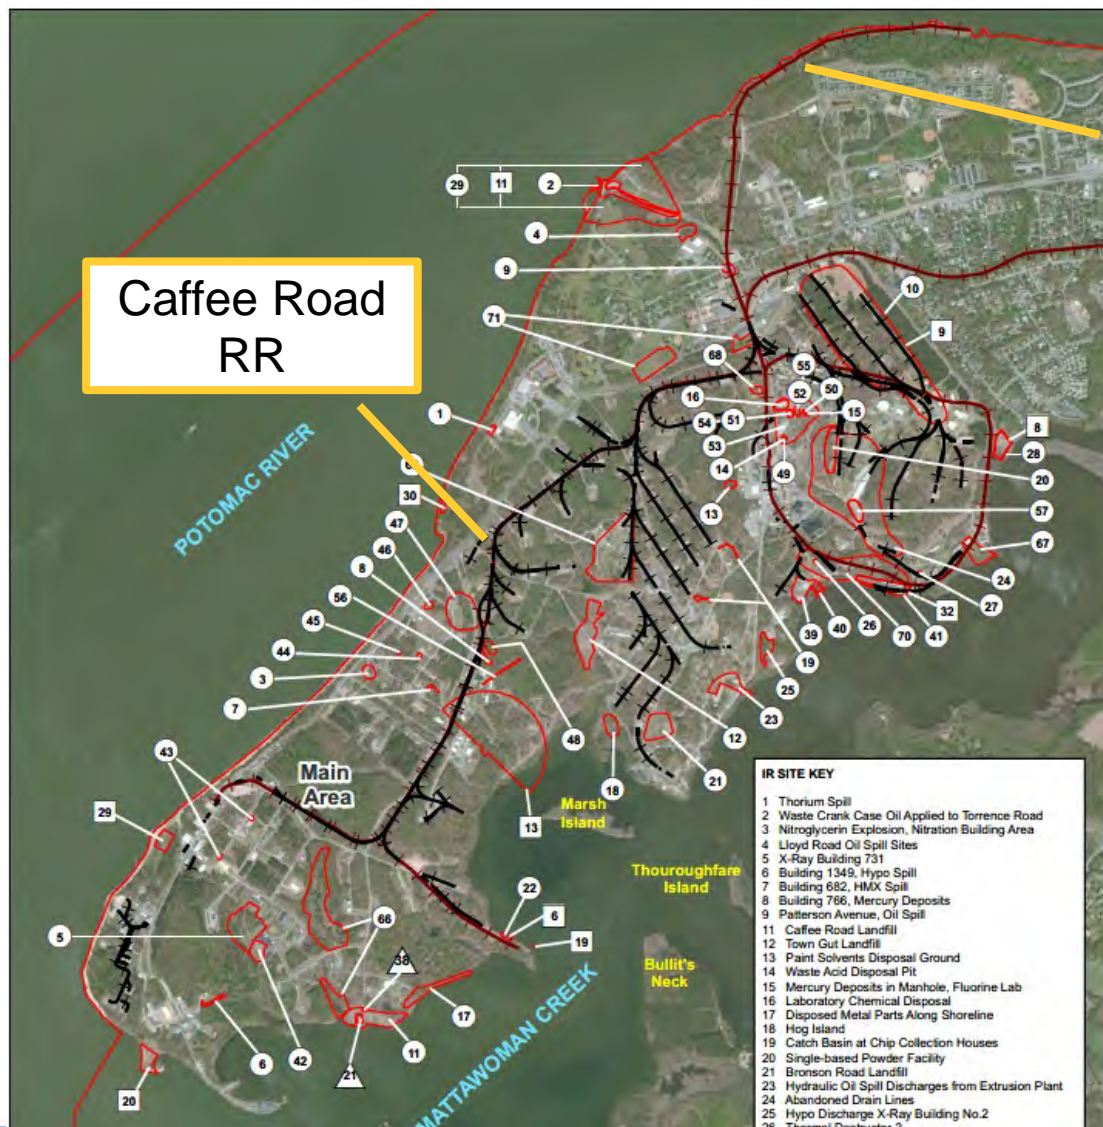 29
11
2
4
9
Caffee Road
RR
10
9
71
68
55
52
50
16
54
51
15
53
14
49
8
28
20
1
POTOMAC RIVER
30
13
57
47
46
8
56
67
24
27
32
45
44
3
7
39
40
26
70
41
19
25
23
12
48
43
Main
Area
18
21
29
13
Marsh
Island
Thouroughfare
Island
22
6
19
5
66
38
Bullit's
Neck
17
MATTAWOMAN CREEK
6
42
21
11
20
IR SITE KEY
1 Thorium Spill
2 Waste Crank Case Oil Applied to Torrence Road
3 Nitroglycerin Explosion, Nitration Building Area
4 Lloyd Road Oil Spill Sites
5 X-Ray Building 731
6 Building 1349, Hypo Spill
7 Building 682, HMX Spill
8 Building 766, Mercury Deposits
9 Patterson Avenue, Oil Spill
11 Caffee Road Landfill
12 Town Gut Landfill
13 Paint Solvents Disposal Ground
14 Waste Acid Disposal Pit
15 Mercury Deposits in Manhole, Fluorine Lab
16 Laboratory Chemical Disposal
17 Disposed Metal Parts Along Shoreline
18 Hog Island
19 Catch Basin at Chip Collection Houses
20 Single-based Powder Facility
21 Bronson Road Landfill
23 Hydraulic Oil Spill Discharges from Extrusion Plant
24 Abandoned Drain Lines
25 Hypo Discharge X-Ray Building No.2